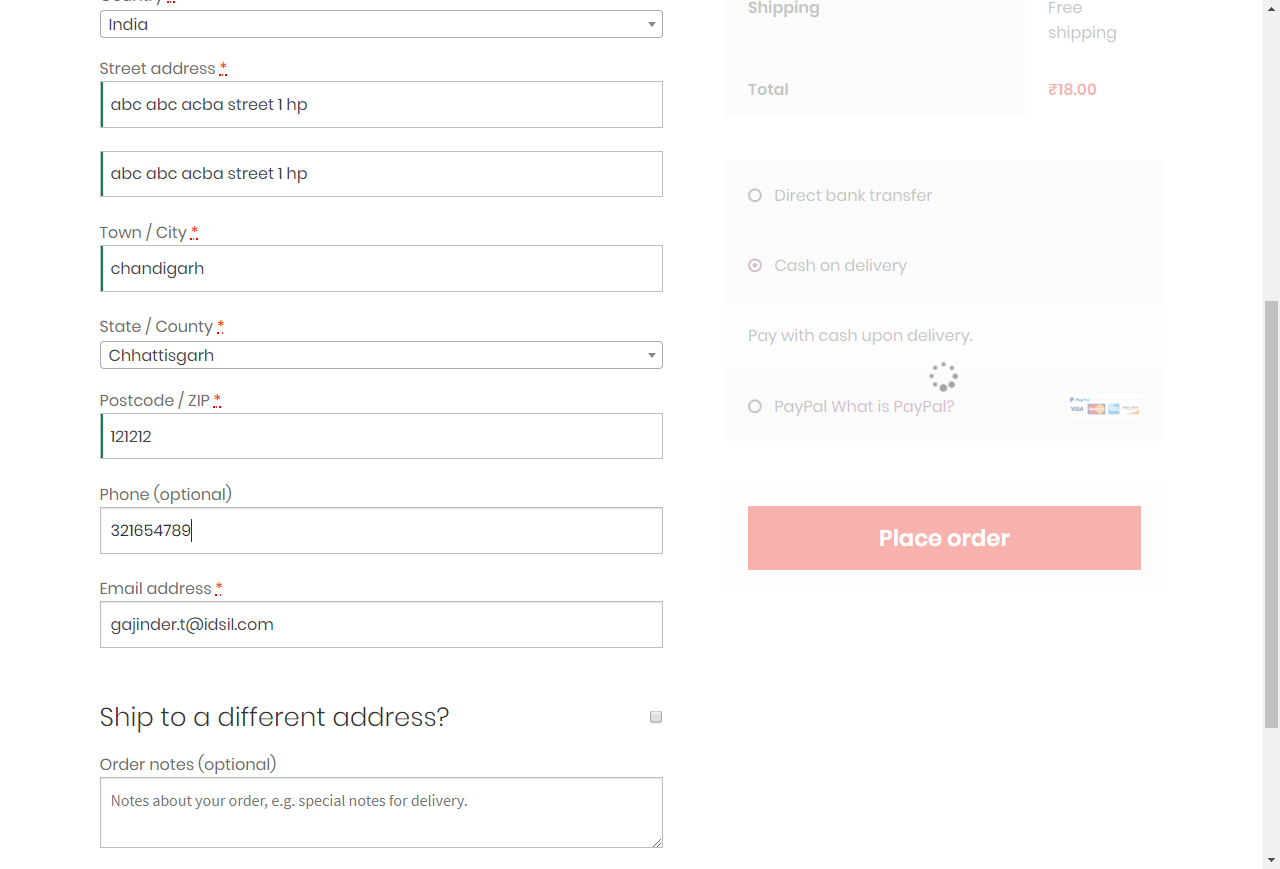 Country *
India
Street address *
abc abc acba street 1 hp
abc abc acba street 1 hp
Town / City *
chandigarh
State / County *
Chhattisgarh
Postcode / ZIP *
121212
Phone (optional)
321654789
Email address *
gajinder.t@idsil.com
Ship to a different address?
Order notes (optional)
Notes about your order, e.g. special notes for delivery.
Shipping
Free
shipping
Total
₹18.00
Direct bank transfer
Cash on delivery
Pay with cash upon delivery.
PayPal What is PayPal?
PayPal
VISA
Place order